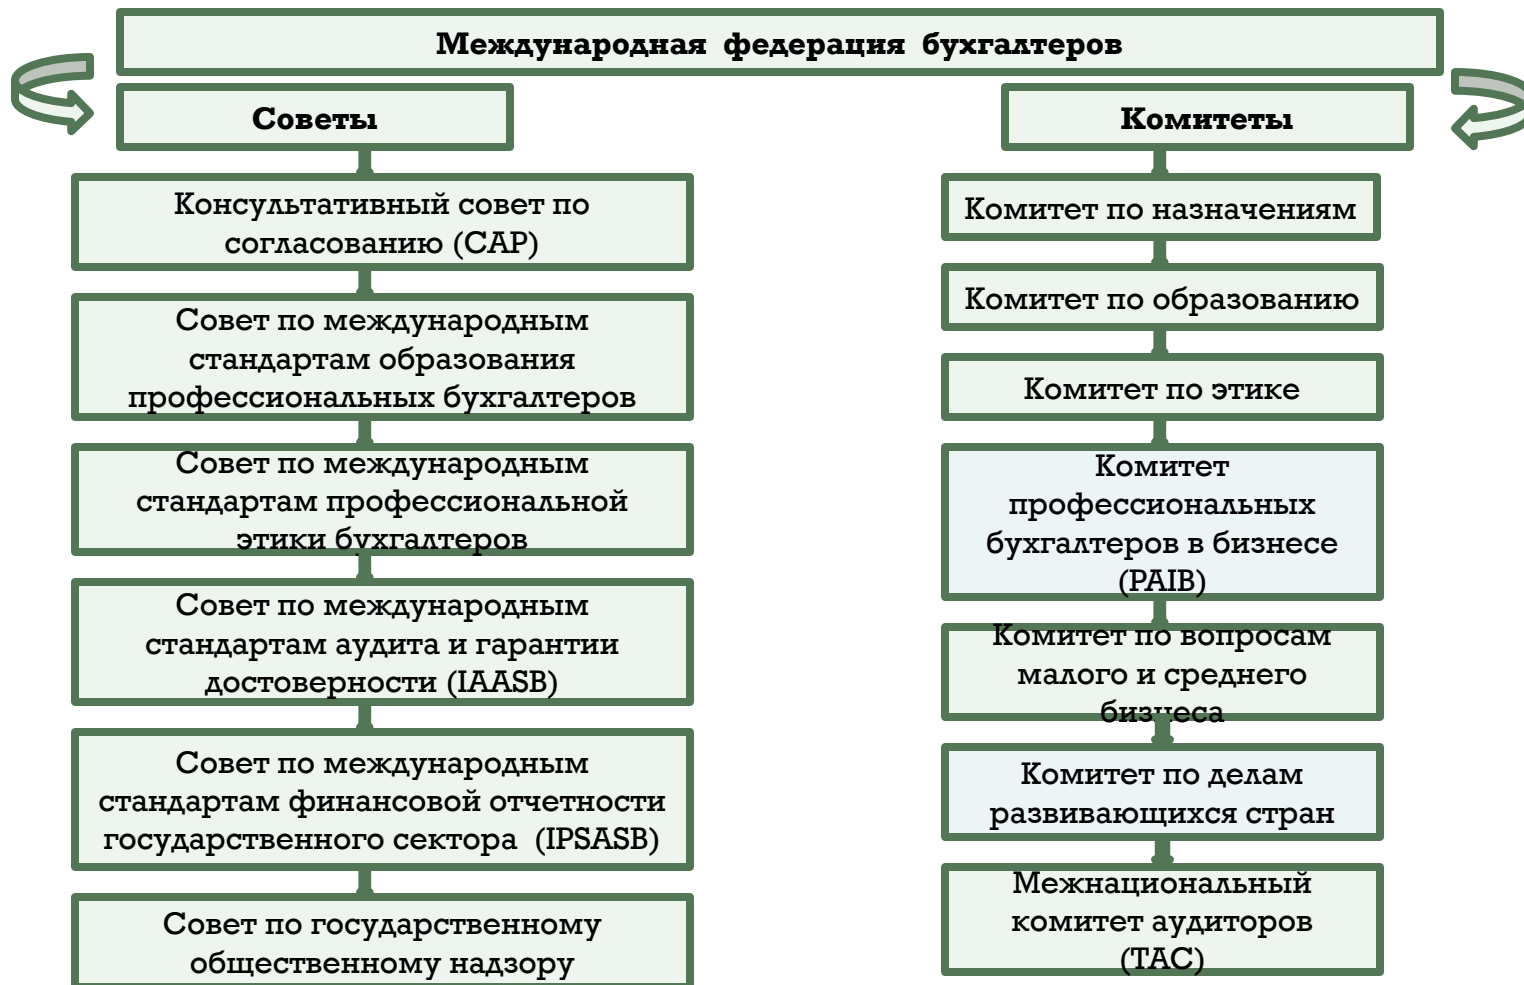 Международная федерация бухгалтеров
Советы
Консультативный совет по
согласованию (CAP)
Совет по международным
стандартам образования
профессиональных бухгалтеров
Совет по международным
стандартам профессиональной
этики бухгалтеров
Совет по международным
стандартам аудита и гарантии
достоверности (IAASB)
Совет по международным
стандартам финансовой отчетности
государственного сектора (IPSASB)
Совет по государственному
общественному надзору
Комитеты
Комитет по назначениям
Комитет по образованию
Комитет по этике
Комитет
профессиональных
бухгалтеров в бизнесе
(PAIB)
Комитет по вопросам
малого и среднего
бизнеса
Комитет по делам
развивающихся стран
Межнациональный
комитет аудиторов
(TAC)